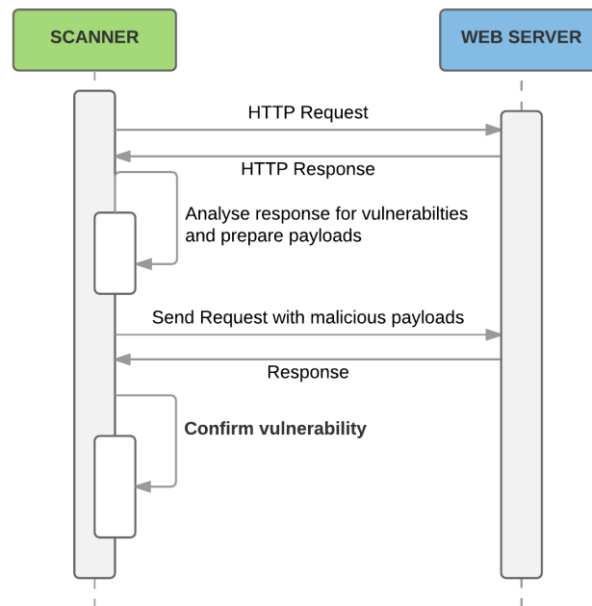 SCANNER
WEB SERVER
HTTP Request
HTTP Response
Analyse response for vulnerabilties
and prepare payloads
Send Request with malicious payloads
Response
Confirm vulnerability